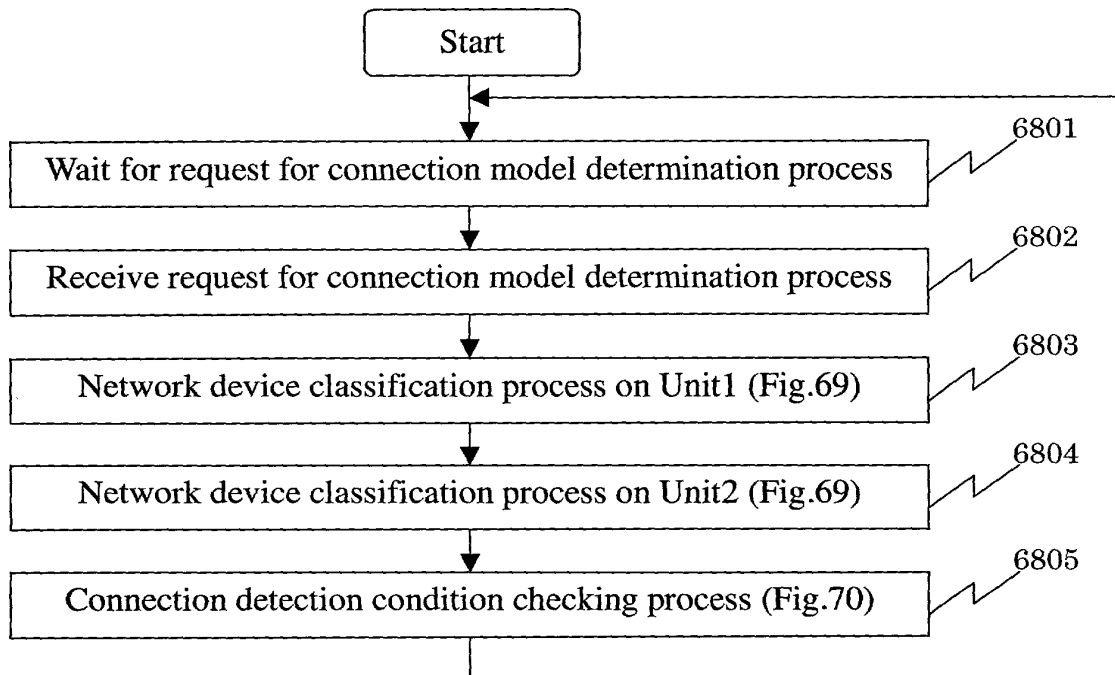 Start
6801
Wait for request for connection model determination process
6802
Receive request for connection model determination process
6803
Network device classification process on Unit1 (Fig.69)
6804
Network device classification process on Unit2 (Fig.69)
6805
Connection detection condition checking process (Fig.70)